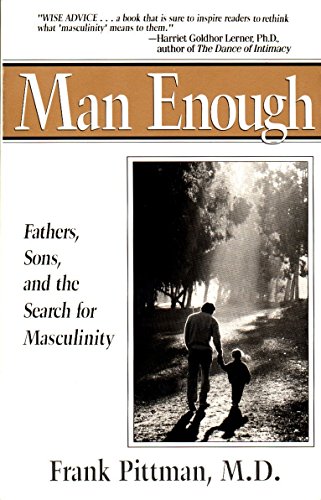 "WISE ADVICE . . . a book that is sure to inspire readers to rethink
what 'masculinity' means to them."
—Harriet Goldhor Lerner, Ph.D.,
author of The Dance of Intimacy
Man Enough
Fathers,
Sons,
and the
Search for
Masculinity
Frank Pittman, M.D.